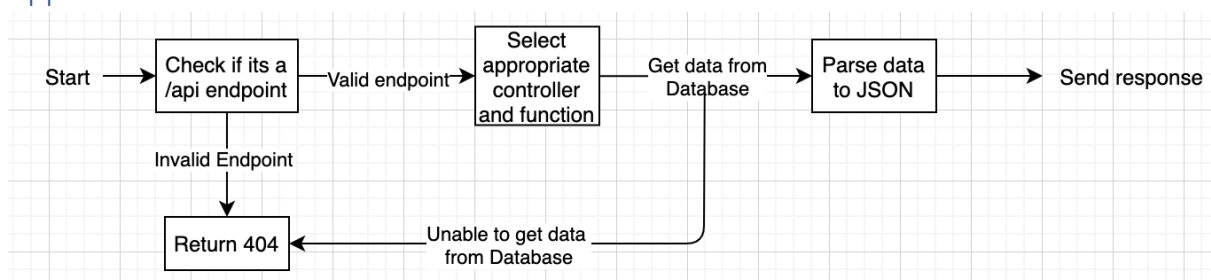 Start
Check if its a
/api endpoint
Valid endpoint
Select
appropriate
controller
and function
Get data from
Database
Parse data
to JSON
Send response
Invalid Endpoint
Return 404
Unable to get data
from Database